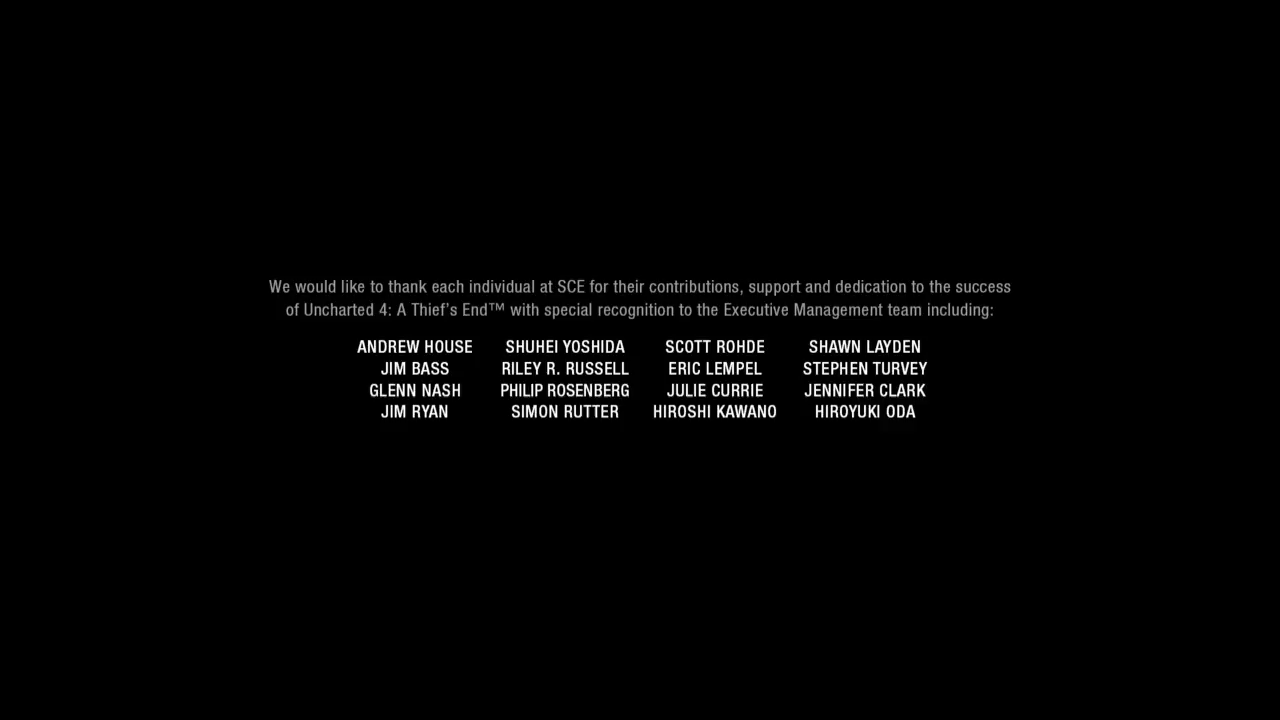 We would like to thank each individual at SCE for their contributions, support and dedication to the success
of Uncharted 4: A Thief's End™ with special recognition to the Executive Management team including:
ANDREW HOUSE SHUHEI YOSHIDA SCOTT ROHDE SHAWN LAYDEN
JIM BASS RILEY R. RUSSELL ERIC LEMPEL STEPHEN TURVEY
GLENN NASH PHILIP ROSENBERG JULIE CURRIE JENNIFER CLARK
JIM RYAN SIMON RUTTER HIROSHI KAWANO HIROYUKI ODA